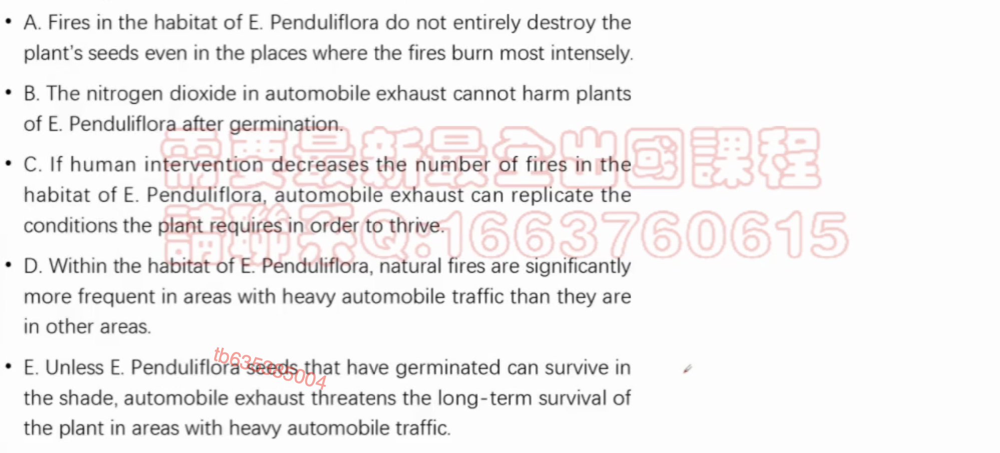 • A. Fires in the habitat of E. Penduliflora do not entirely destroy the
plant's seeds even in the places where the fires burn most intensely.
• B. The nitrogen dioxide in automobile exhaust cannot harm plants
of E. Penduliflora after germination.
需要最新最全出國課程
• C. If human intervention decreases the number of fires in the
habitat of E. Penduliflora, automobile exhaust can replicate the
conditions the plant requires in order to thrive.
請聯系Q:1663760615
• D. Within the habitat of E. Penduliflora, natural fires are significantly
more frequent in areas with heavy automobile traffic than they are
in other areas.
tb635385004
• E. Unless E. Penduliflora seeds that have germinated can survive in
the shade, automobile exhaust threatens the long-term survival of
the plant in areas with heavy automobile traffic.